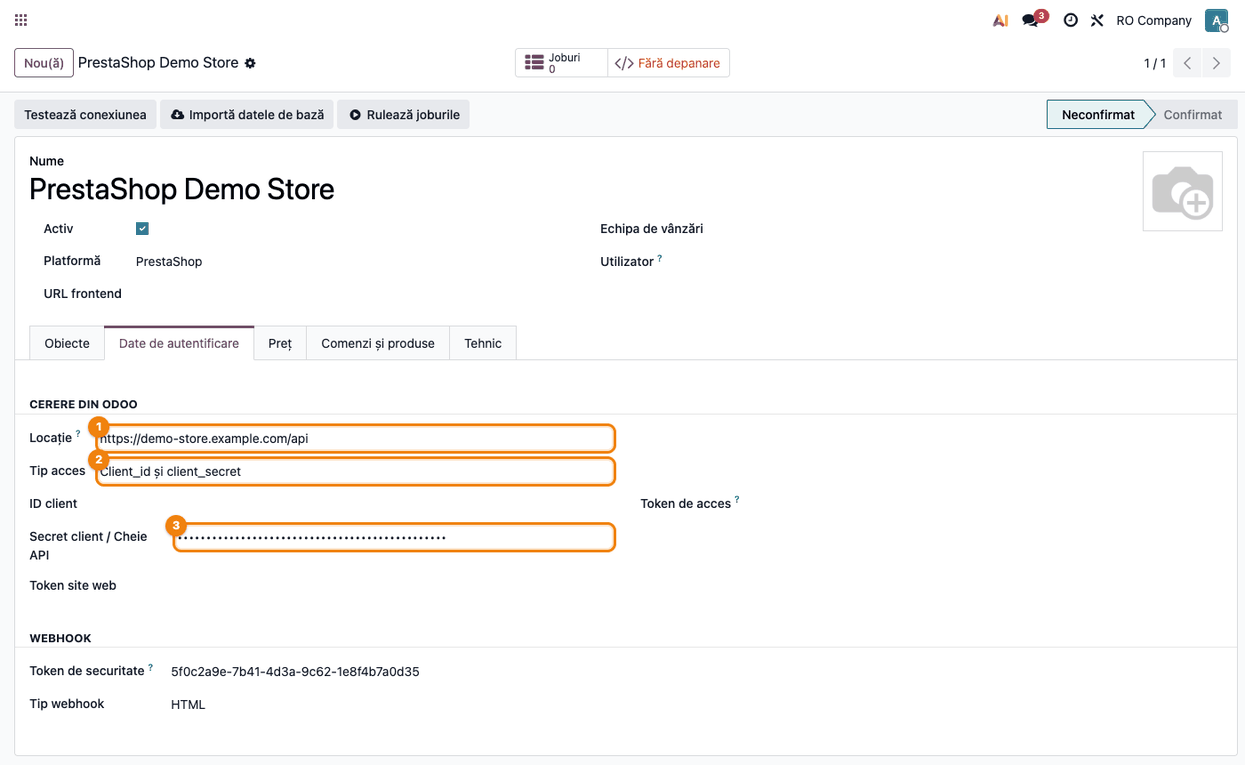 AI
3
RO Company
A
Nou(ă)
PrestaShop Demo Store
Joburi
0
</> Fără depanare
1 / 1
Testează conexiunea
Importă datele de bază
Rulează joburile
Neconfirmat
Confirmat
Nume
PrestaShop Demo Store
Activ
Echipa de vânzări
Platformă
PrestaShop
Utilizator ?
URL frontend
Obiecte
Date de autentificare
Preț
Comenzi și produse
Tehnic
CERERE DIN ODOO
1
Locație ?
https://demo-store.example.com/api
2
Tip acces
Client_id și client_secret
ID client
Token de acces ?
3
Secret client / Cheie
API
Token site web
WEBHOOK
Token de securitate ?
5f0c2a9e-7b41-4d3a-9c62-1e8f4b7a0d35
Tip webhook
HTML